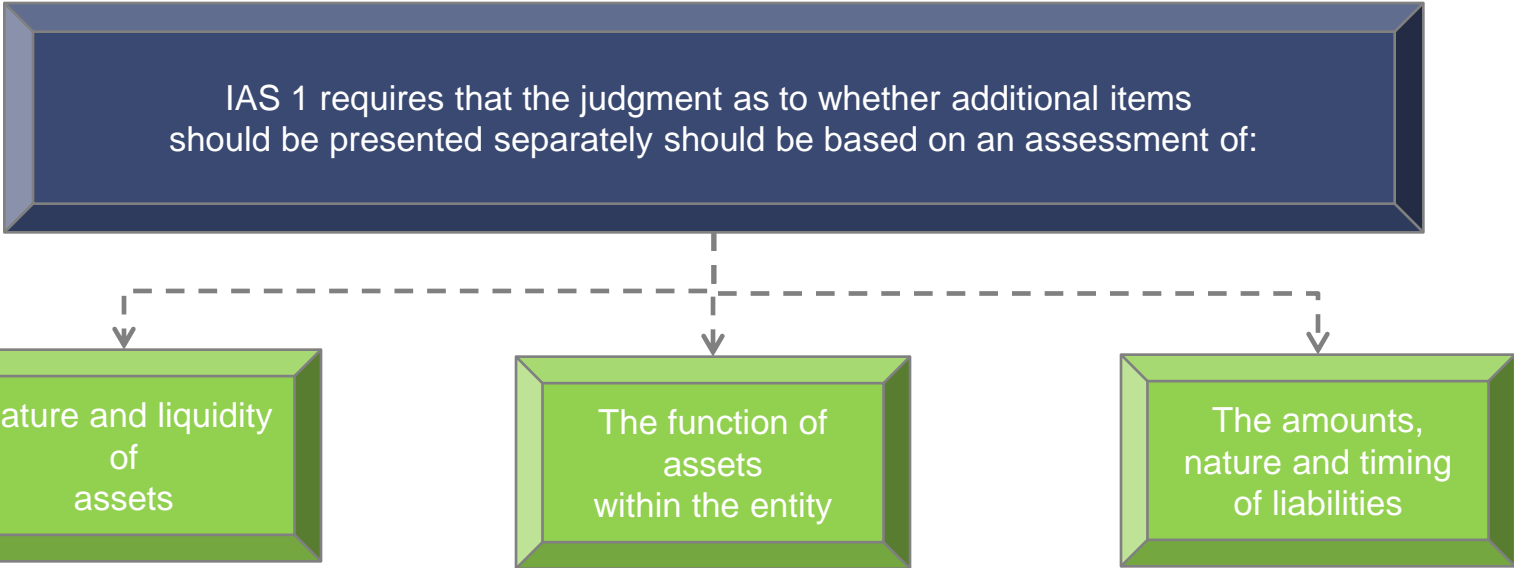 IAS 1 requires that the judgment as to whether additional items
should be presented separately should be based on an assessment of:
ature and liquidity
of
assets
The function of
assets
within the entity
The amounts,
nature and timing
of liabilities